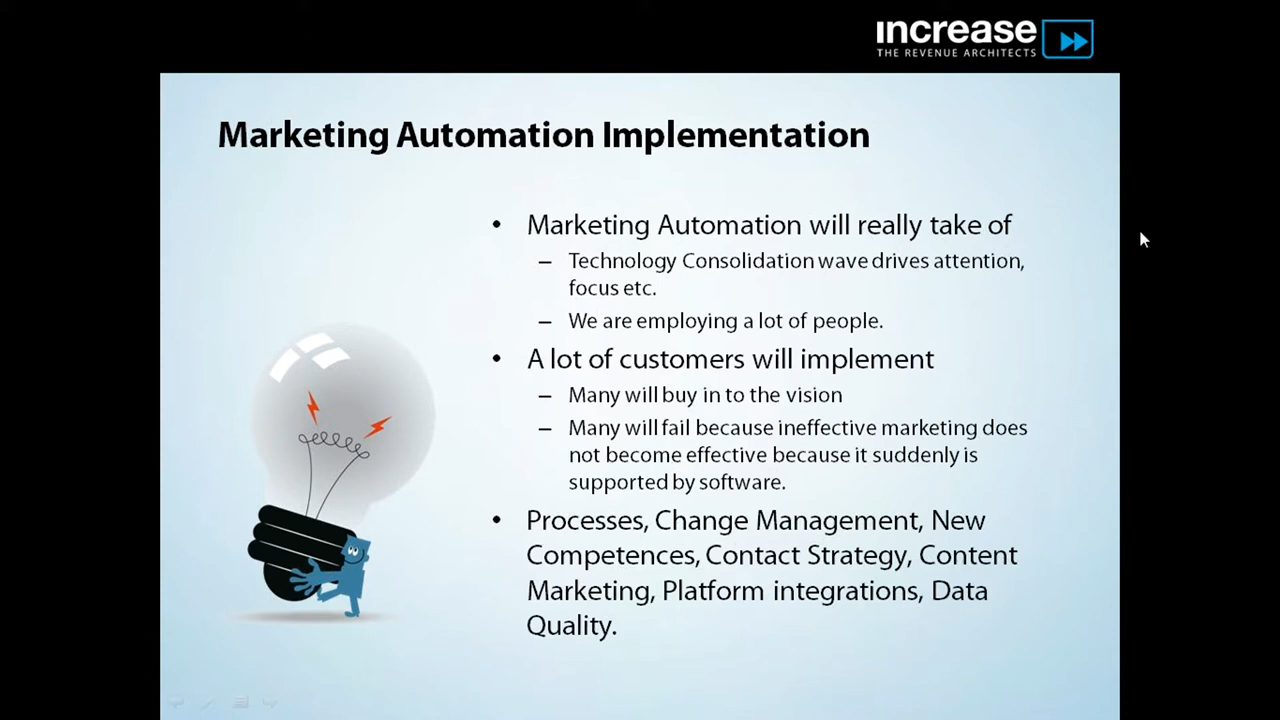 increase
THE REVENUE ARCHITECTS
Marketing Automation Implementation
• Marketing Automation will really take of
– Technology Consolidation wave drives attention,
focus etc.
– We are employing a lot of people.
• A lot of customers will implement
– Many will buy in to the vision
– Many will fail because ineffective marketing does
not become effective because it suddenly is
supported by software.
• Processes, Change Management, New
Competences, Contact Strategy, Content
Marketing, Platform integrations, Data
Quality.